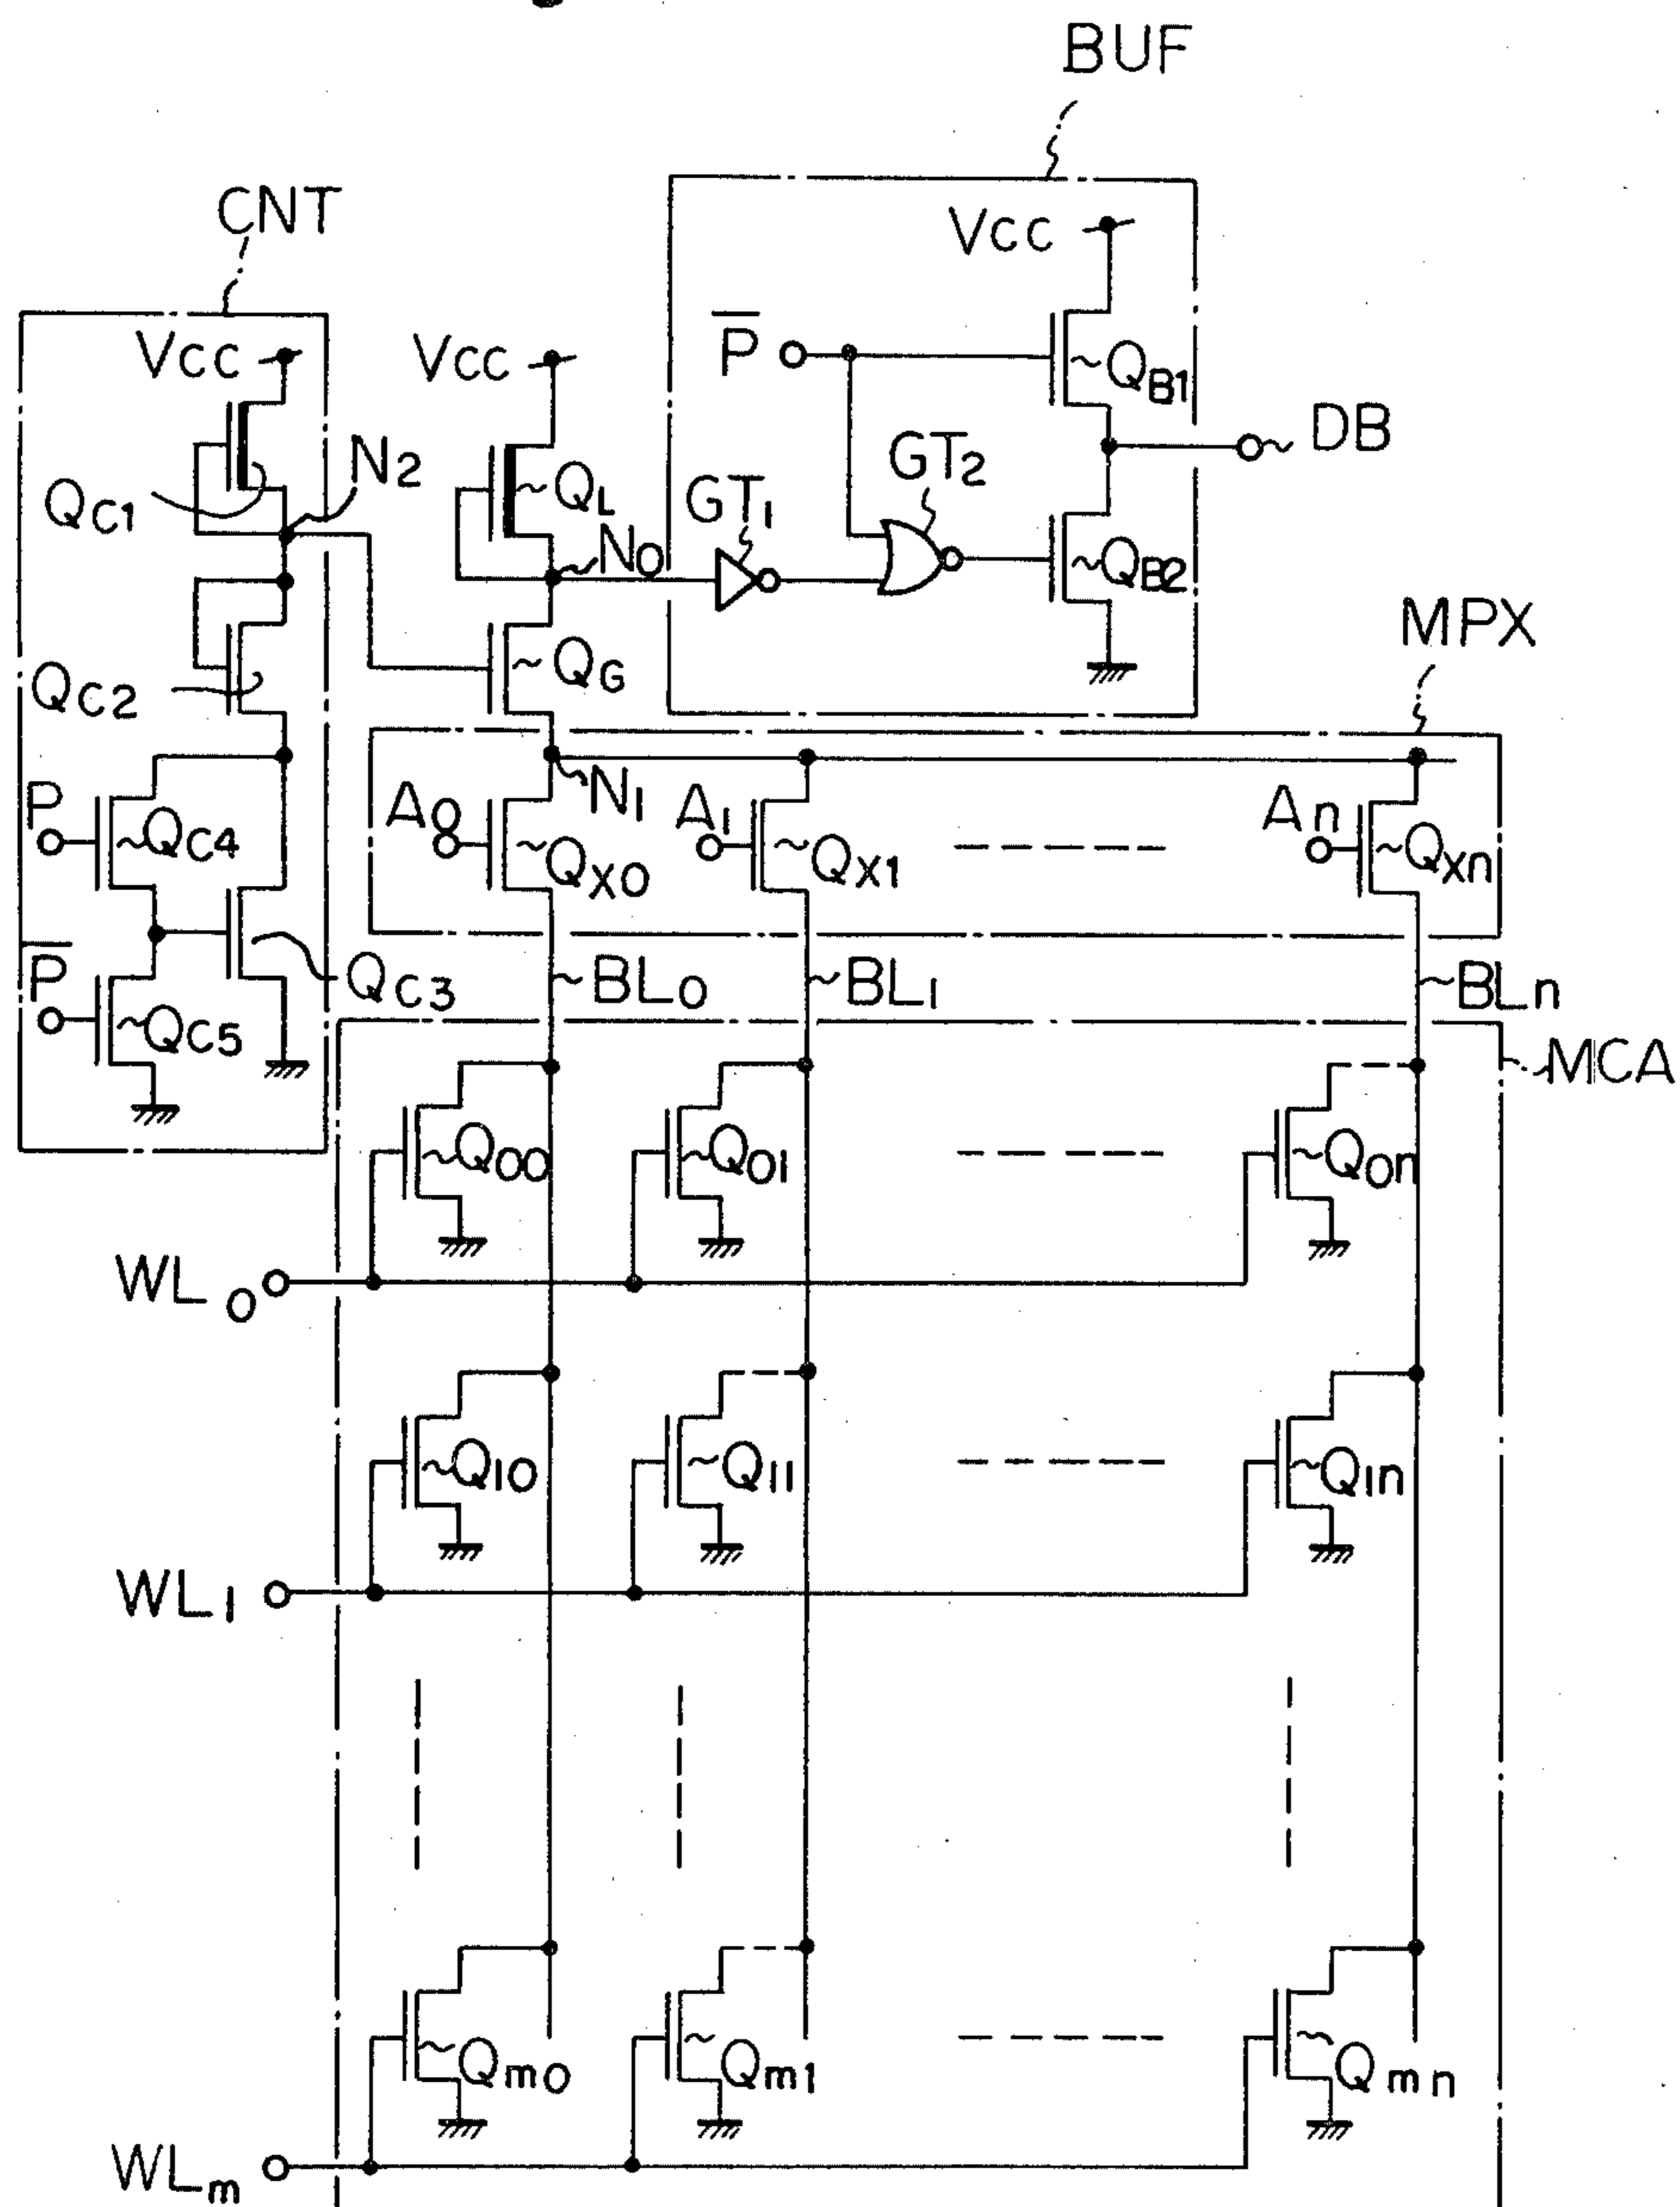 BUF
CNT
Vcc
Vcc
Vcc
P̅
QB1
DB
N2
QC1
QL
GT1
GT2
N0
QB2
QC2
QG
MPX
P
QC4
A0
N1
A1
An
QX0
QX1
QXn
P̅
QC3
QC5
BL0
BL1
BLn
MCA
Q00
Q01
Q0n
WL0
Q10
Q11
Q1n
WL1
Qm0
Qm1
Qmn
WLm